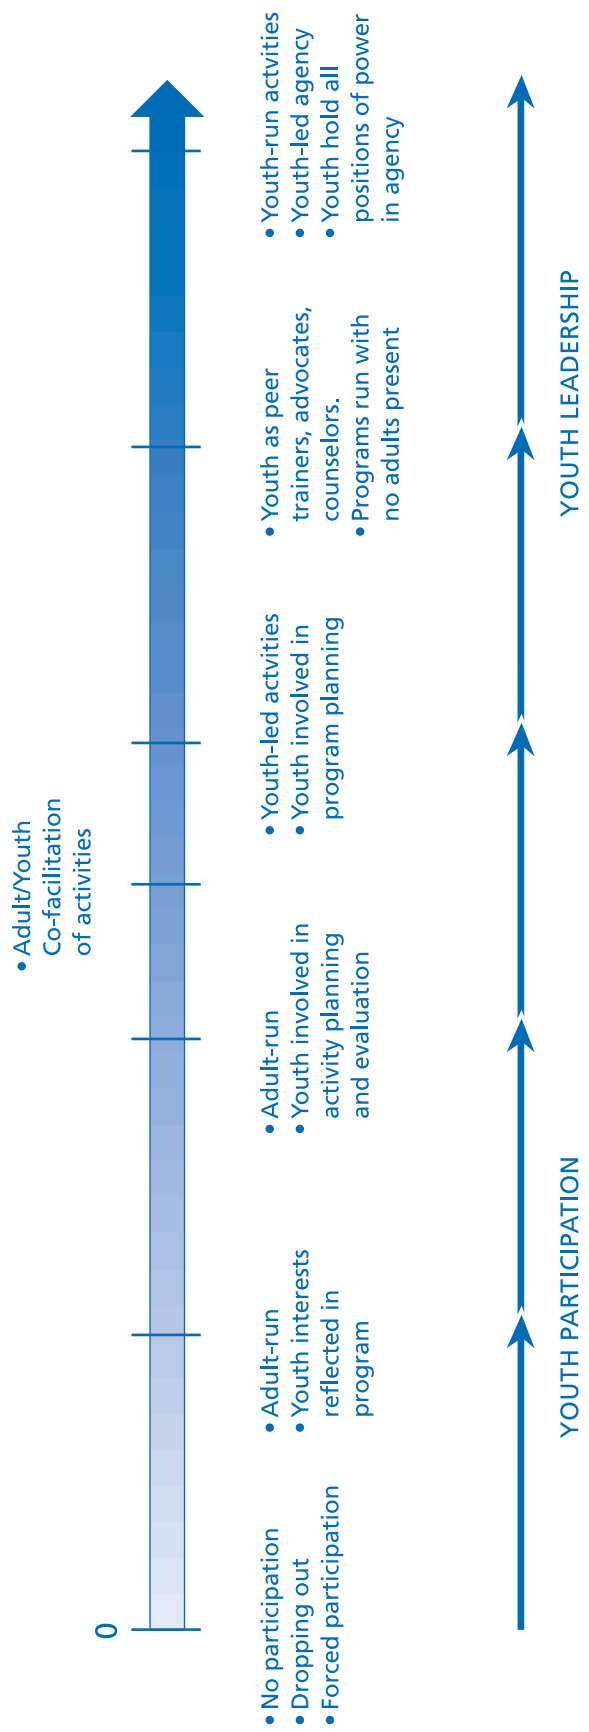 • Adult/Youth
Co-facilitation
of activities
0
• No participation
• Dropping out
• Forced participation
• Adult-run
• Youth interests
reflected in
program
• Adult-run
• Youth involved in
activity planning
and evaluation
• Youth-led actvities
• Youth involved in
program planning
• Youth as peer
trainers, advocates,
counselors.
• Programs run with
no adults present
• Youth-run actvities
• Youth-led agency
• Youth hold all
positions of power
in agency
YOUTH PARTICIPATION
YOUTH LEADERSHIP